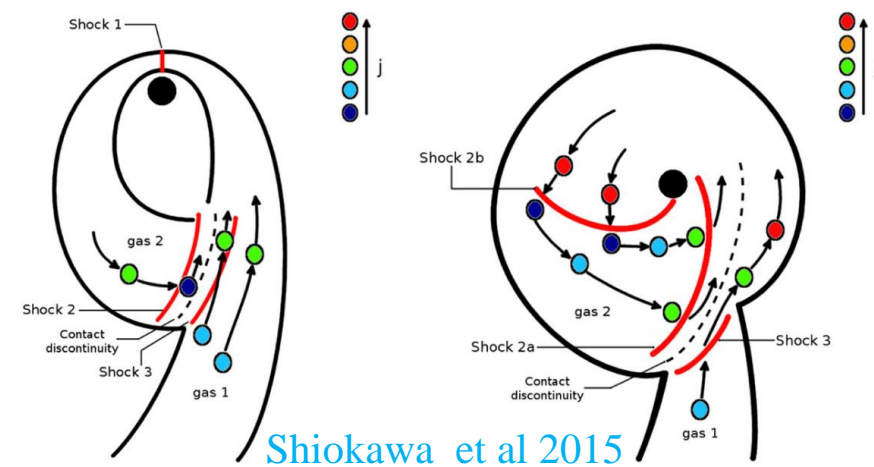 Shock 1
j
gas 2
Shock 2
Contact
discontinuity
Shock 3
gas 1
Shock 2b
gas 2
Shock 2a
Shock 3
Contact
discontinuity
gas 1
Shiokawa et al 2015